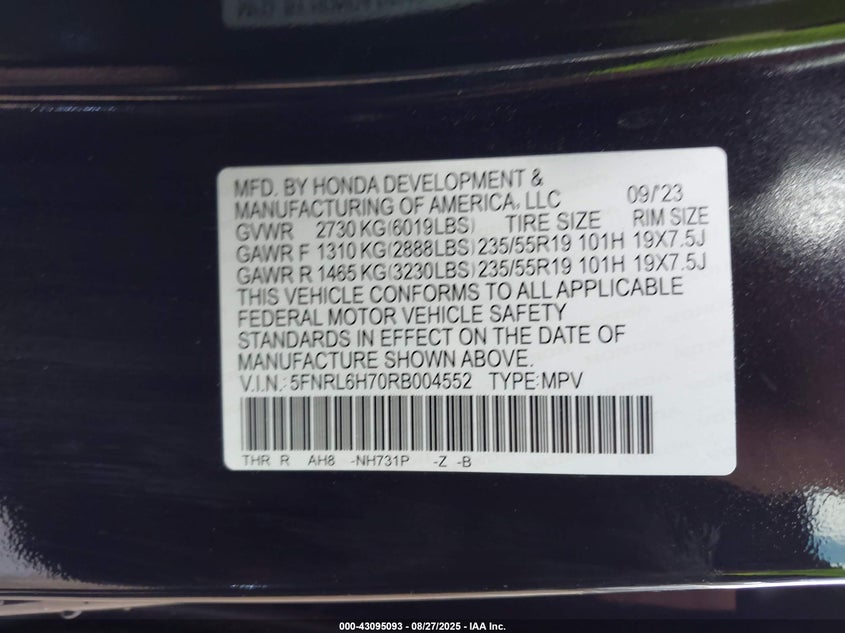 MFD. BY HONDA DEVELOPMENT &
MANUFACTURING OF AMERICA, LLC 09/'23
GVWR 2730 KG(6019LBS) TIRE SIZE RIM SIZE
GAWR F 1310 KG(2888LBS) 235/55R19 101H 19X7.5J
GAWR R 1465 KG(3230LBS) 235/55R19 101H 19X7.5J
THIS VEHICLE CONFORMS TO ALL APPLICABLE
FEDERAL MOTOR VEHICLE SAFETY
STANDARDS IN EFFECT ON THE DATE OF
MANUFACTURE SHOWN ABOVE.
V.I.N.: 5FNRL6H70RB004552 TYPE:MPV
THR R AH8 -NH731P -Z -B
000-43095093 - 08/27/2025 - IAA Inc.